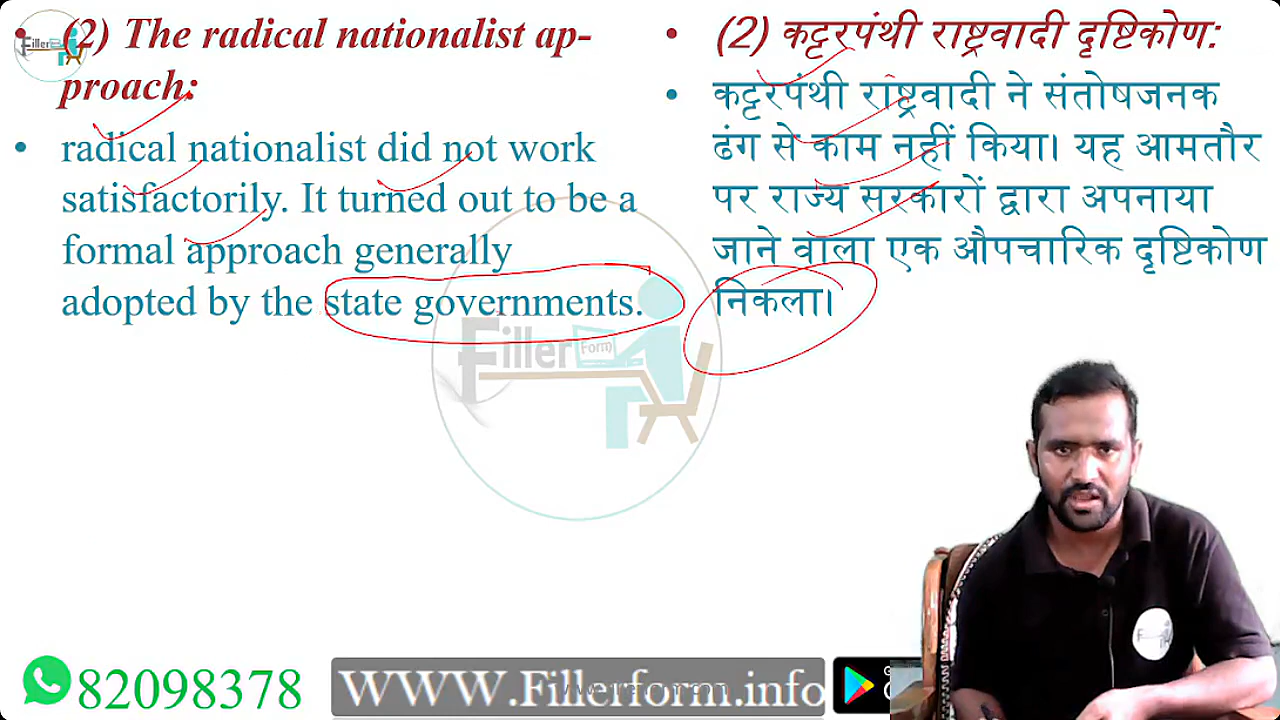 (2) The radical nationalist ap-
proach:
radical nationalist did not work
satisfactorily. It turned out to be a
formal approach generally
adopted by the state governments.
(2) कट्टरपंथी राष्ट्रवादी दृष्टिकोण:
कट्टरपंथी राष्ट्रवादी ने संतोषजनक
ढंग से काम नहीं किया। यह आमतौर
पर राज्य सरकारों द्वारा अपनाया
जाने वाला एक औपचारिक दृष्टिकोण
निकला।
Filler
Form
82098378
WWW.Fillerform.info